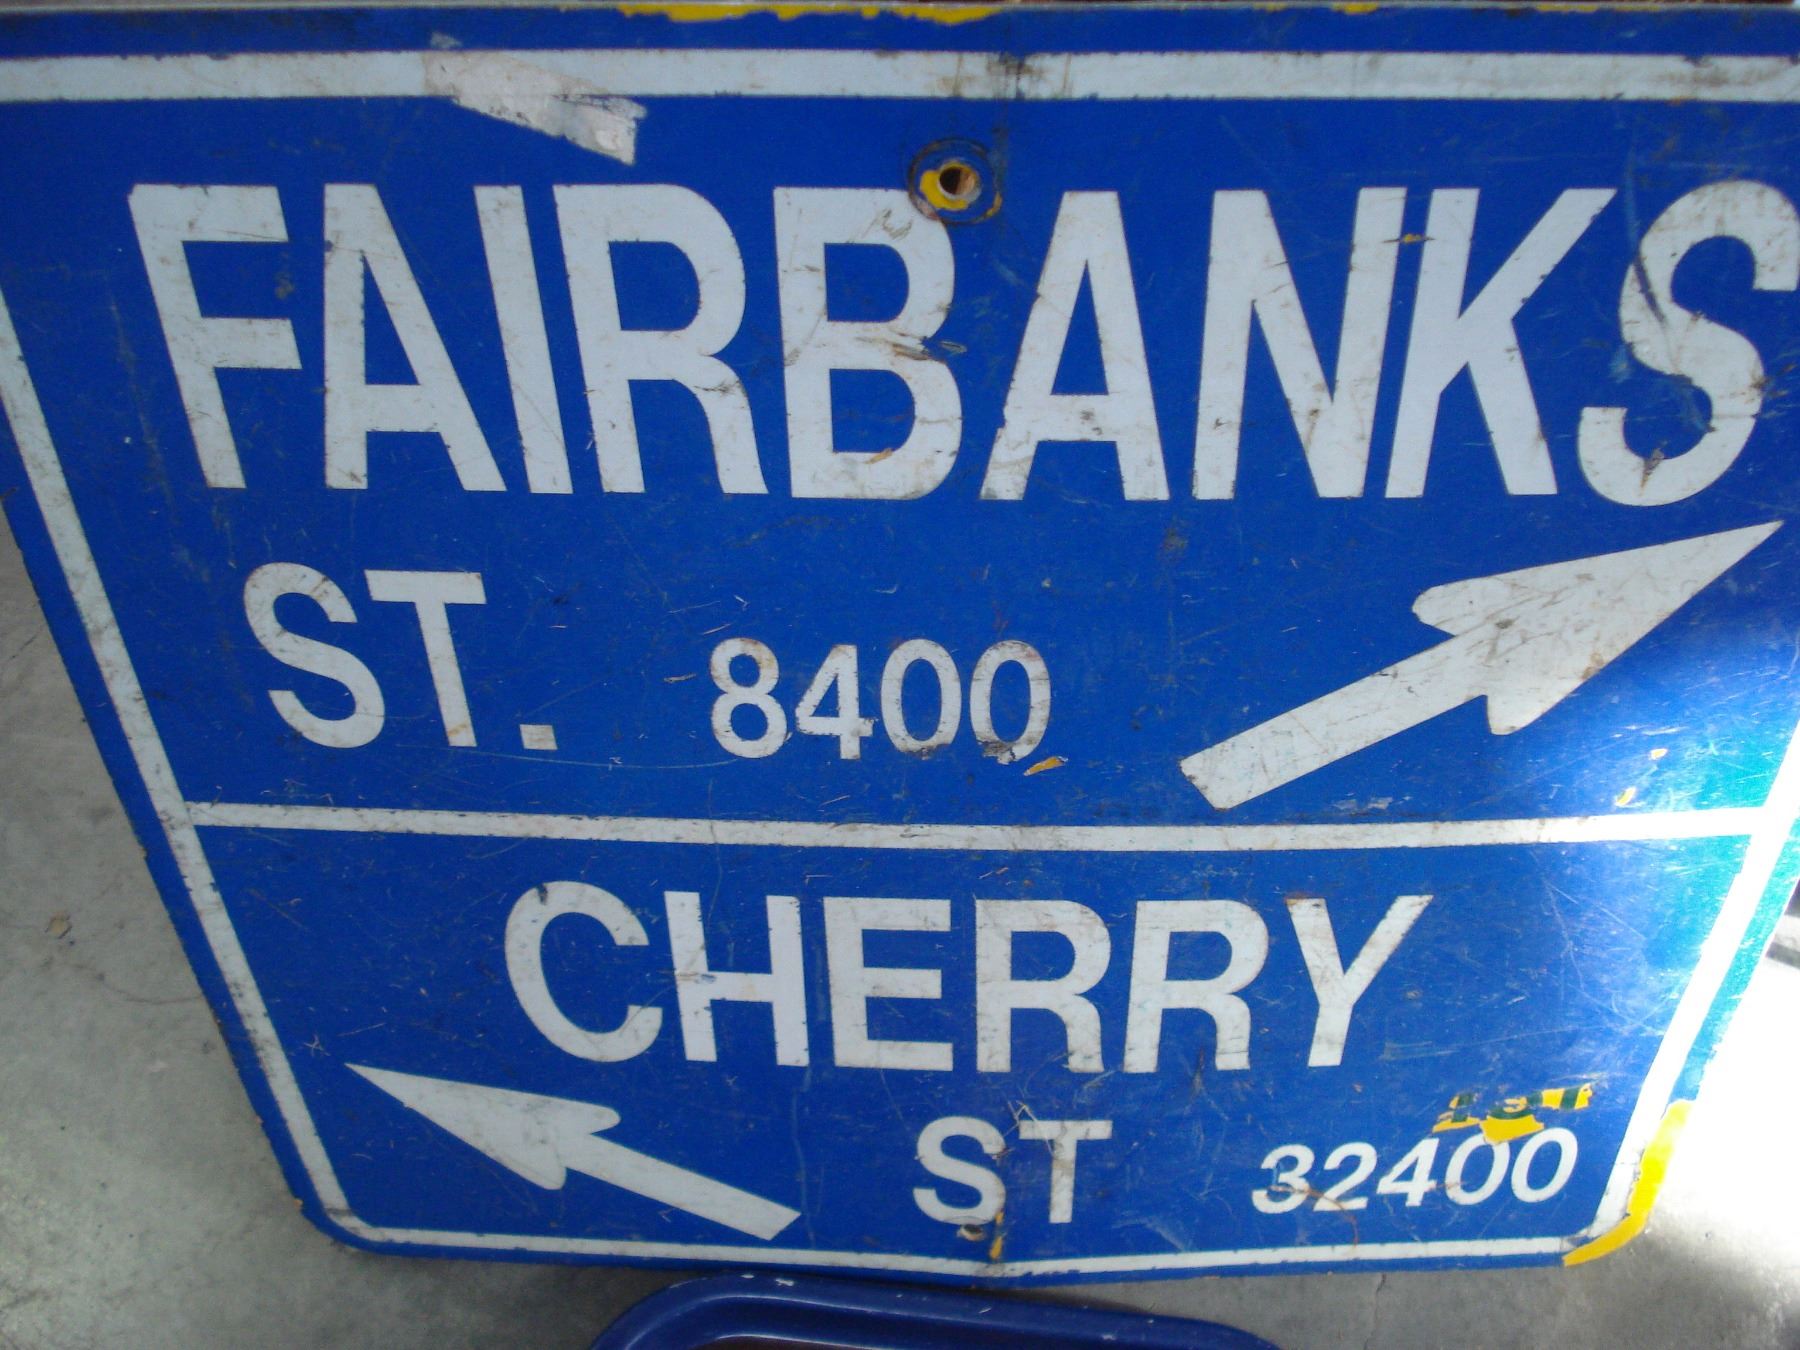 FAIRBANKS
ST. 8400
CHERRY
ST 32400